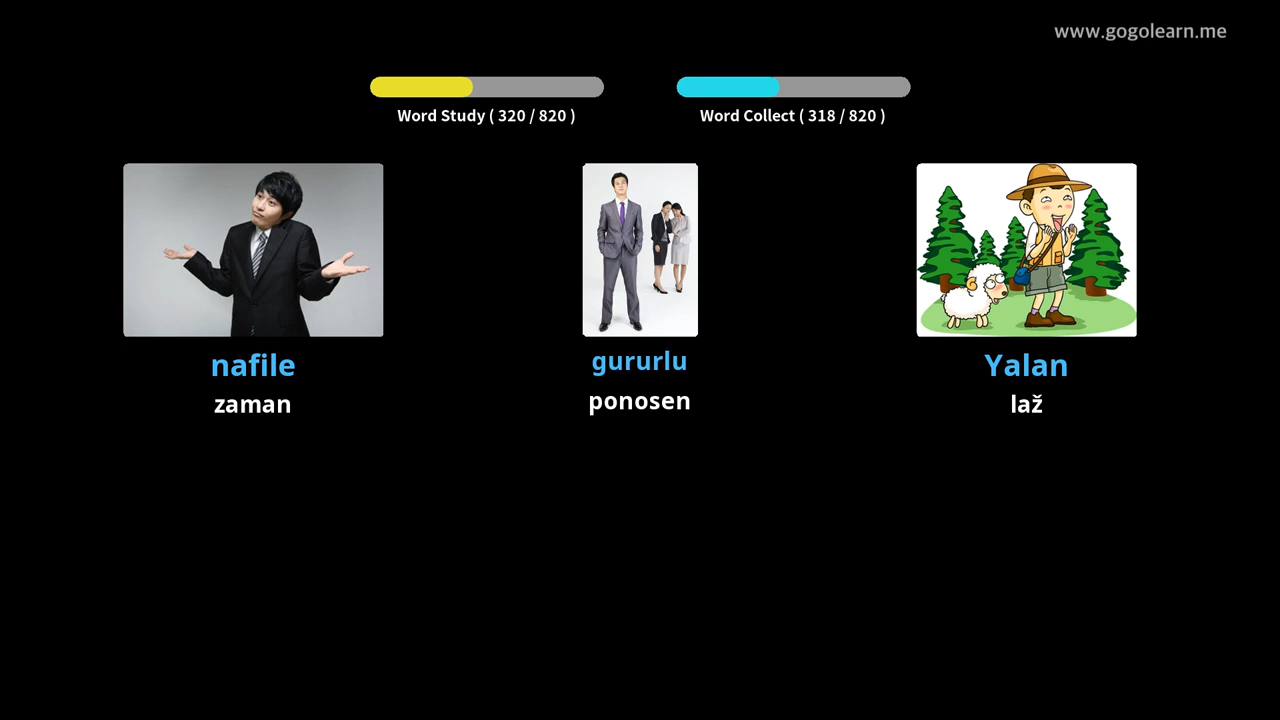 www.gogolearn.me
Word Study ( 320 / 820 )
Word Collect ( 318 / 820 )
nafile
zaman
gururlu
ponosen
Yalan
laž